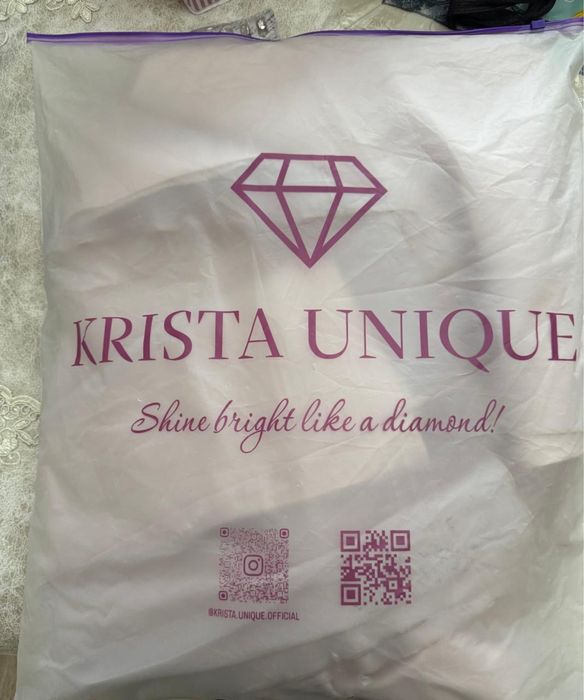 KRISTA UNIQUE
Shine bright like a diamond!
@KRISTA.UNIQUE.OFFICIAL